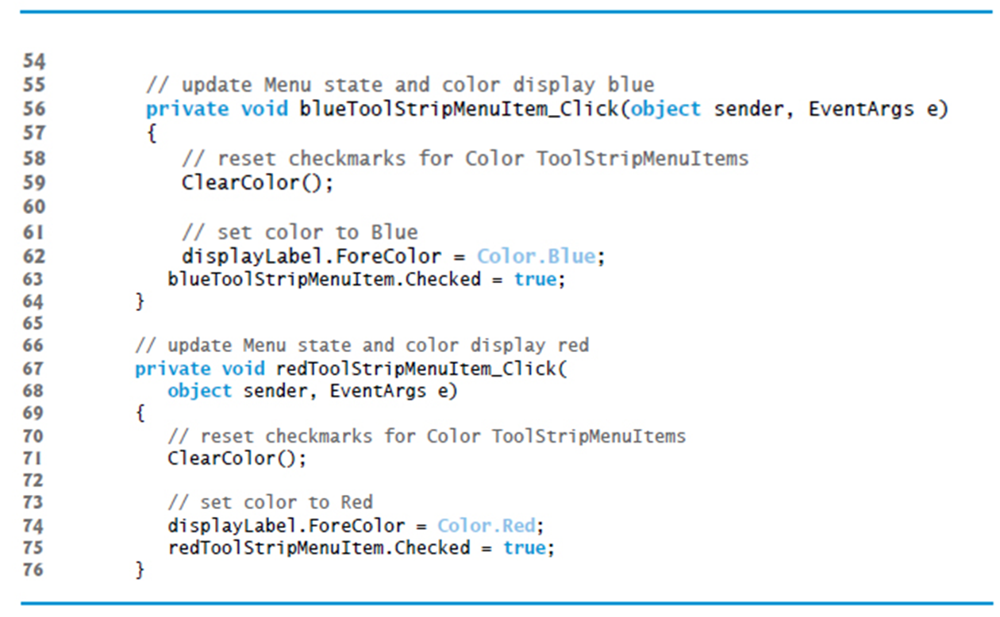 54
55 // update Menu state and color display blue
56 private void blueToolStripMenuItem_Click(object sender, EventArgs e)
57 {
58 // reset checkmarks for Color ToolStripMenuItems
59 ClearColor();
60
61 // set color to Blue
62 displayLabel.ForeColor = Color.Blue;
63 blueToolStripMenuItem.Checked = true;
64 }
65
66 // update Menu state and color display red
67 private void redToolStripMenuItem_Click(
68 object sender, EventArgs e)
69 {
70 // reset checkmarks for Color ToolStripMenuItems
71 ClearColor();
72
73 // set color to Red
74 displayLabel.ForeColor = Color.Red;
75 redToolStripMenuItem.Checked = true;
76 }